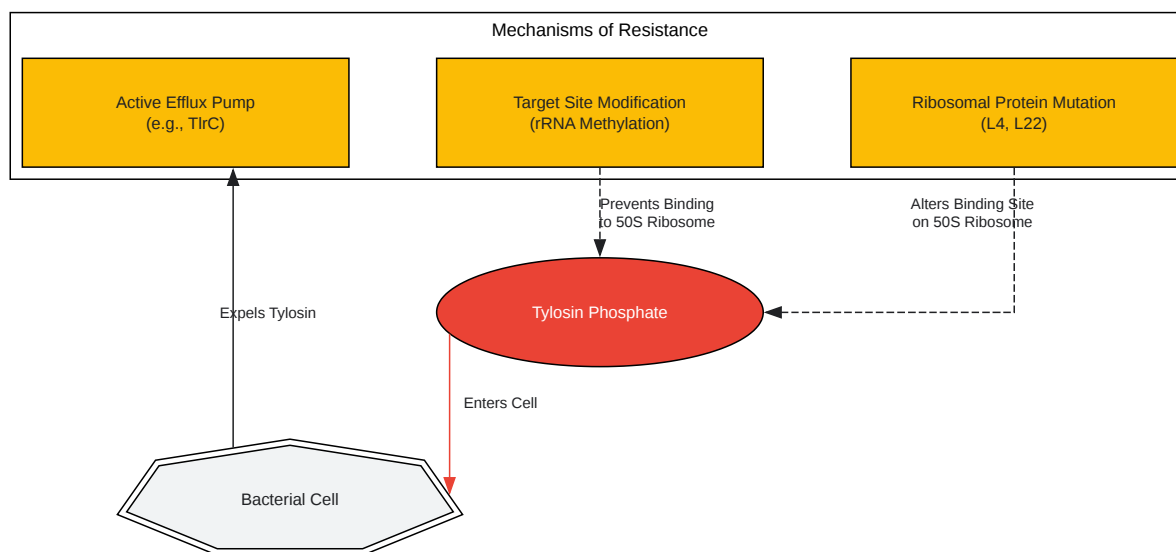 Mechanisms of Resistance
Active Efflux Pump
(e.g., TlrC)
Target Site Modification
(rRNA Methylation)
Ribosomal Protein Mutation
(L4, L22)
Prevents Binding
to 50S Ribosome
Alters Binding Site
on 50S Ribosome
Expels Tylosin
Tylosin Phosphate
Enters Cell
Bacterial Cell